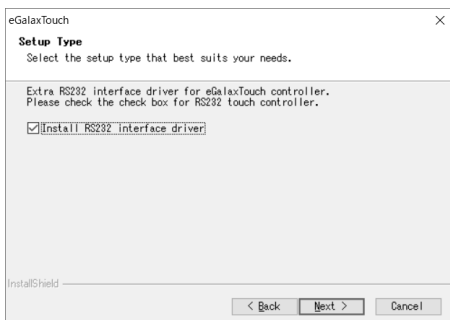 eGalaxTouch
Setup Type
Select the setup type that best suits your needs.
Extra RS232 interface driver for eGalaxTouch controller.
Please check the check box for RS232 touch controller.
Install RS232 interface driver
InstallShield
< Back Next > Cancel